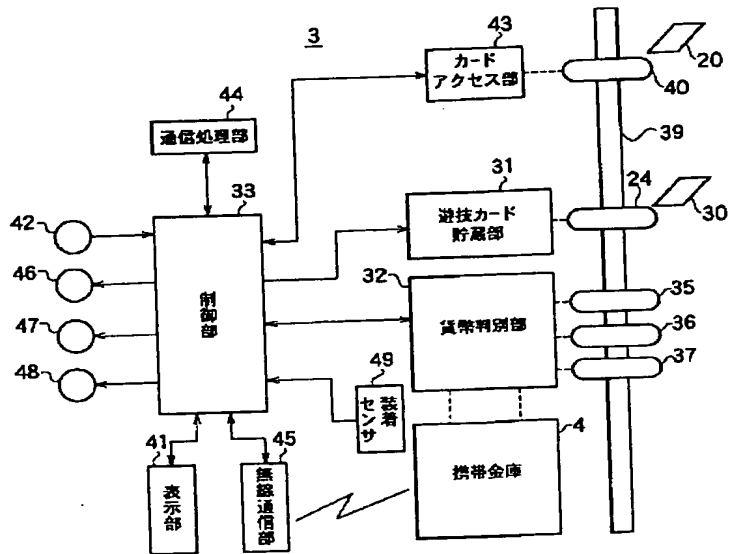 3
43
カード
アクセス部
20
40
39
44
通信処理部
33
31
遊技カード
貯蔵部
24
30
42
46
47
48
制御部
32
貨幣判別部
35
36
37
49
装着
センサ
41
表示部
45
無線通信部
4
携帯金庫